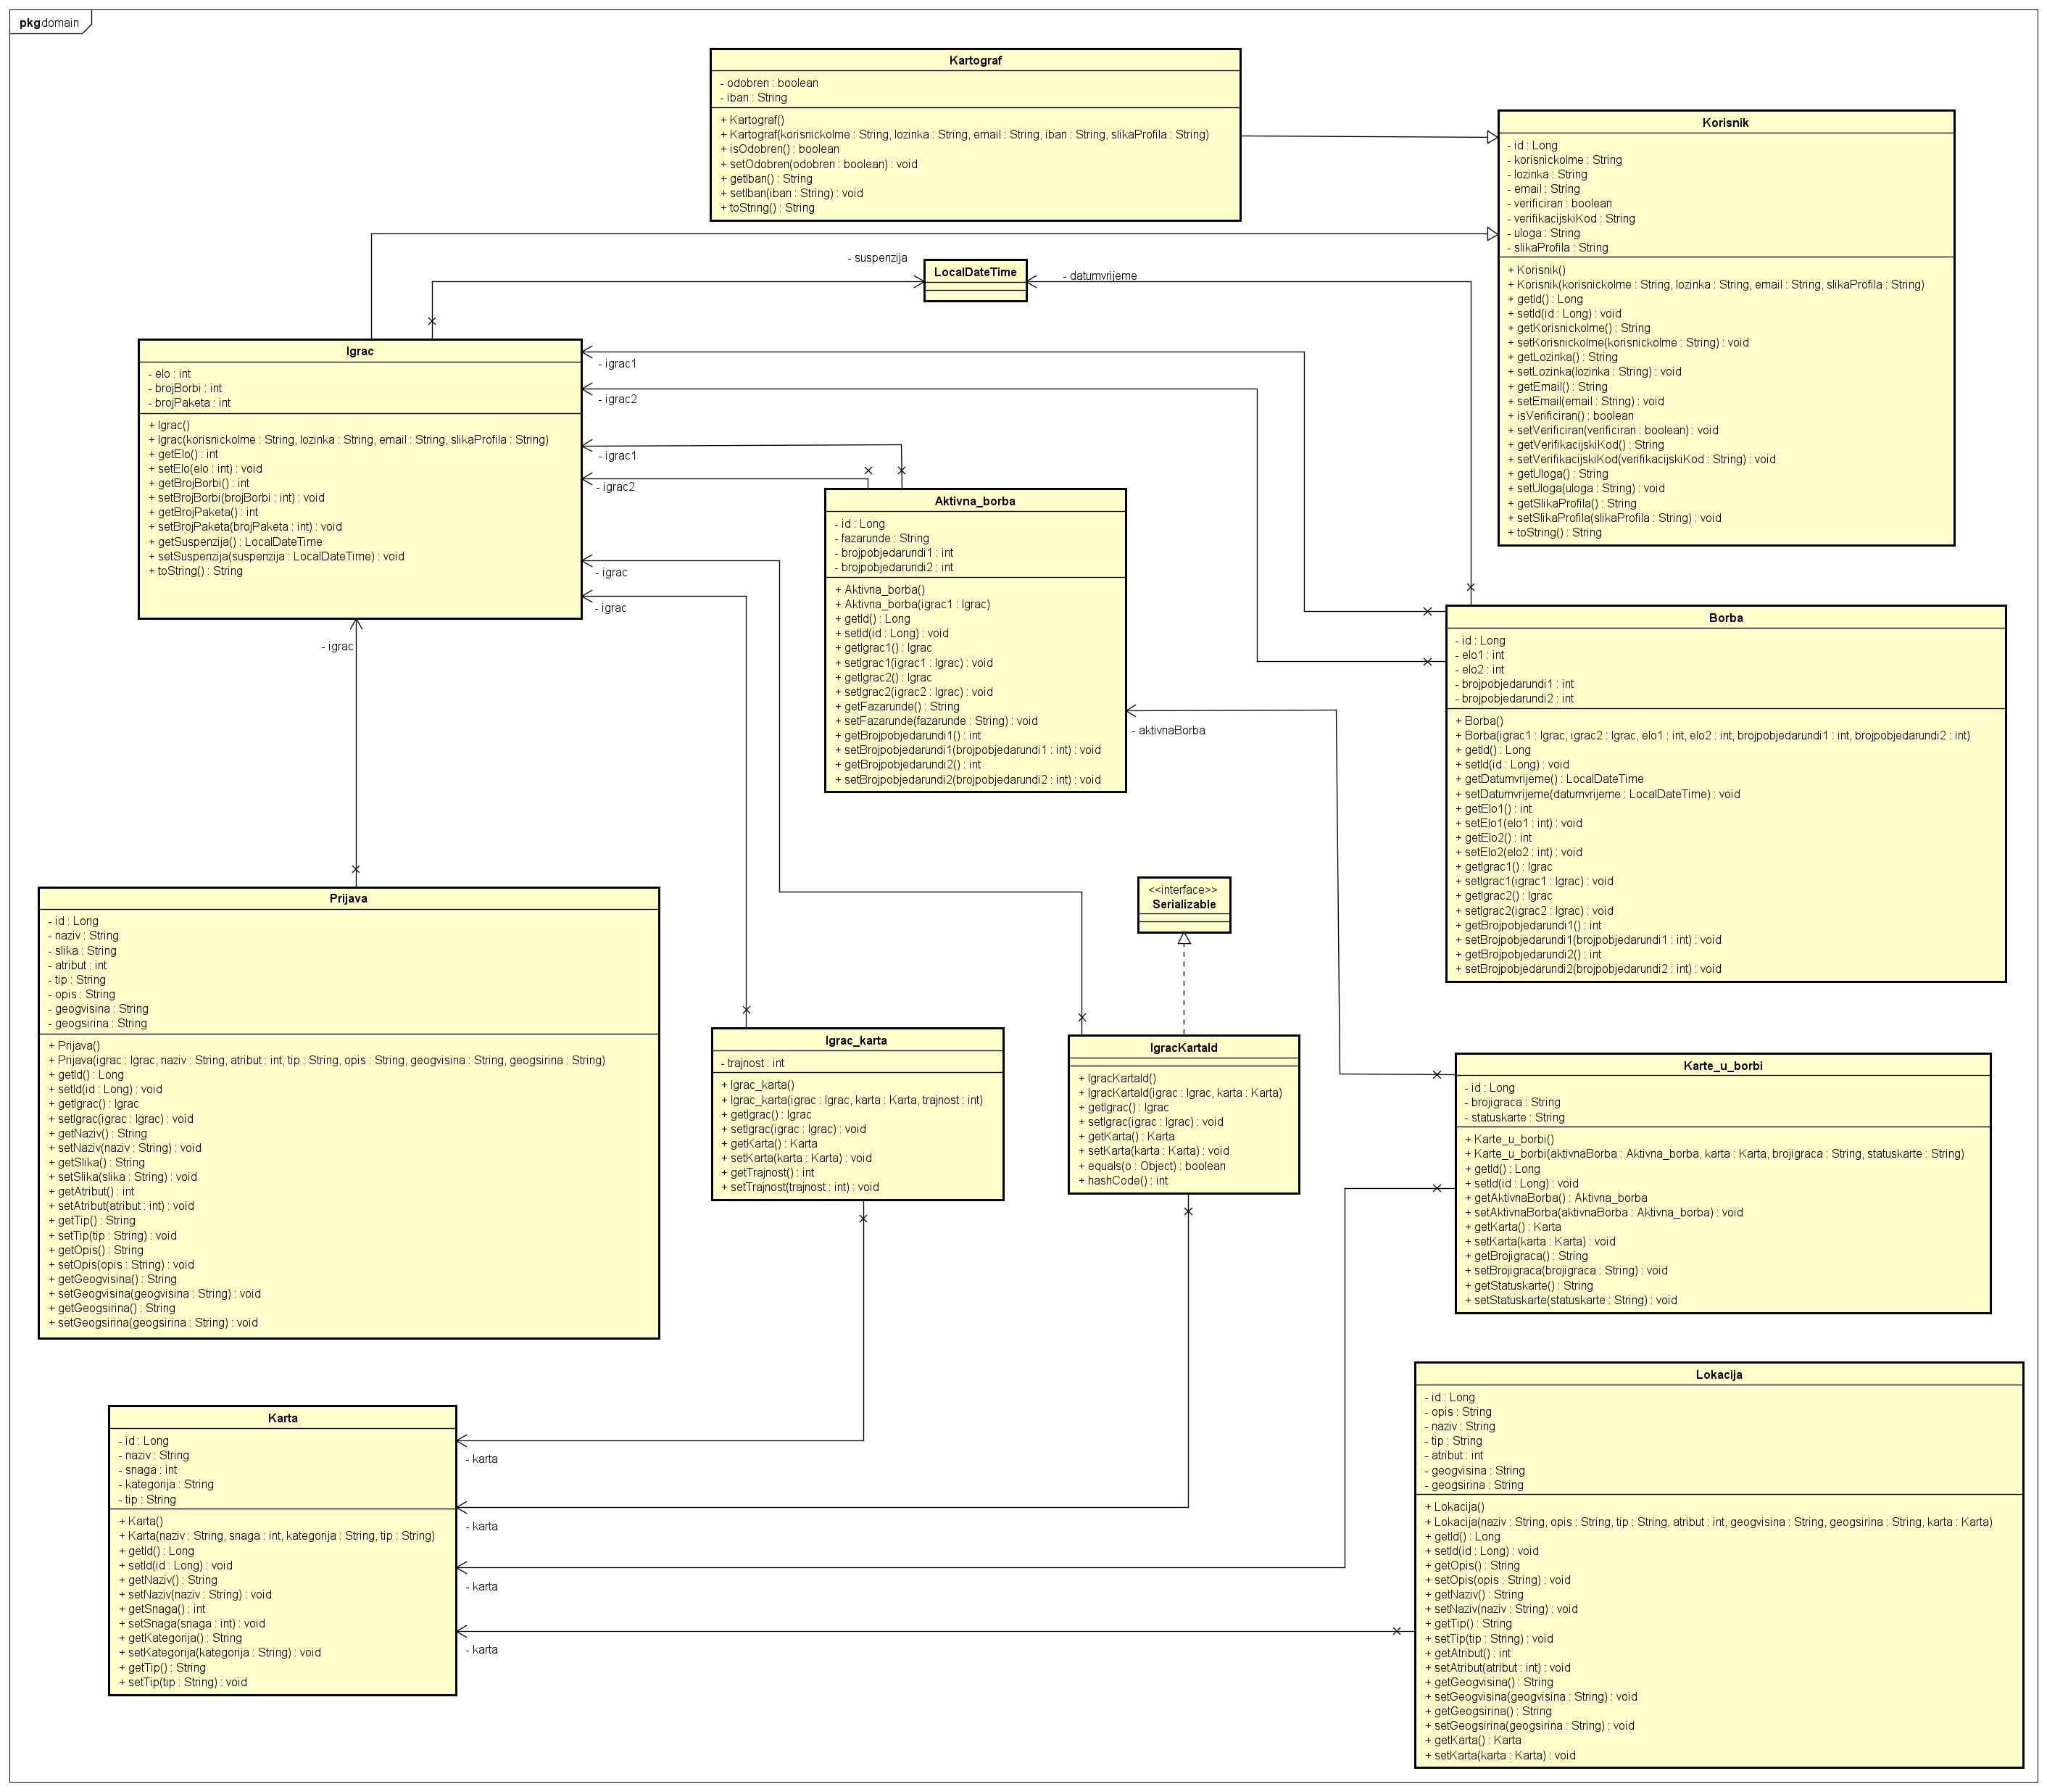 pkg domain
Kartograf
- odobren : boolean
- iban : String
+ Kartograf()
+ Kartograf(korisnickoIme : String, lozinka : String, email : String, iban : String, slikaProfila : String)
+ isOdobren() : boolean
+ setOdobren(odobren : boolean) : void
+ getIban() : String
+ setIban(iban : String) : void
+ toString() : String
Korisnik
- id : Long
- korisnickoIme : String
- lozinka : String
- email : String
- verificiran : boolean
- verifikacijskiKod : String
- uloga : String
- slikaProfila : String
+ Korisnik()
+ Korisnik(korisnickoIme : String, lozinka : String, email : String, slikaProfila : String)
+ getId() : Long
+ setId(id : Long) : void
+ getKorisnickoIme() : String
+ setKorisnickoIme(korisnickoIme : String) : void
+ getLozinka() : String
+ setLozinka(lozinka : String) : void
+ getEmail() : String
+ setEmail(email : String) : void
+ isVerificiran() : boolean
+ setVerificiran(verificiran : boolean) : void
+ getVerifikacijskiKod() : String
+ setVerifikacijskiKod(verifikacijskiKod : String) : void
+ getUloga() : String
+ setUloga(uloga : String) : void
+ getSlikaProfila() : String
+ setSlikaProfila(slikaProfila : String) : void
+ toString() : String
- suspenzija
LocalDateTime
- datumvrijeme
Igrac
- elo : int
- brojBorbi : int
- brojPaketa : int
+ Igrac()
+ Igrac(korisnickoIme : String, lozinka : String, email : String, slikaProfila : String)
+ getElo() : int
+ setElo(elo : int) : void
+ getBrojBorbi() : int
+ setBrojBorbi(brojBorbi : int) : void
+ getBrojPaketa() : int
+ setBrojPaketa(brojPaketa : int) : void
+ getSuspenzija() : LocalDateTime
+ setSuspenzija(suspenzija : LocalDateTime) : void
+ toString() : String
- igrac1
- igrac2
- igrac1
- igrac2
- igrac
- igrac
- igrac
Aktivna_borba
- id : Long
- fazarunde : String
- brojpobjedarundi1 : int
- brojpobjedarundi2 : int
+ Aktivna_borba()
+ Aktivna_borba(igrac1 : Igrac)
+ getId() : Long
+ setId(id : Long) : void
+ getIgrac1() : Igrac
+ setIgrac1(igrac1 : Igrac) : void
+ getIgrac2() : Igrac
+ setIgrac2(igrac2 : Igrac) : void
+ getFazarunde() : String
+ setFazarunde(fazarunde : String) : void
+ getBrojpobjedarundi1() : int
+ setBrojpobjedarundi1(brojpobjedarundi1 : int) : void
+ getBrojpobjedarundi2() : int
+ setBrojpobjedarundi2(brojpobjedarundi2 : int) : void
- aktivnaBorba
Borba
- id : Long
- elo1 : int
- elo2 : int
- brojpobjedarundi1 : int
- brojpobjedarundi2 : int
+ Borba()
+ Borba(igrac1 : Igrac, igrac2 : Igrac, elo1 : int, elo2 : int, brojpobjedarundi1 : int, brojpobjedarundi2 : int)
+ getId() : Long
+ setId(id : Long) : void
+ getDatumvrijeme() : LocalDateTime
+ setDatumvrijeme(datumvrijeme : LocalDateTime) : void
+ getElo1() : int
+ setElo1(elo1 : int) : void
+ getElo2() : int
+ setElo2(elo2 : int) : void
+ getIgrac1() : Igrac
+ setIgrac1(igrac1 : Igrac) : void
+ getIgrac2() : Igrac
+ setIgrac2(igrac2 : Igrac) : void
+ getBrojpobjedarundi1() : int
+ setBrojpobjedarundi1(brojpobjedarundi1 : int) : void
+ getBrojpobjedarundi2() : int
+ setBrojpobjedarundi2(brojpobjedarundi2 : int) : void
Prijava
- id : Long
- naziv : String
- slika : String
- atribut : int
- tip : String
- opis : String
- geogvisina : String
- geogsirina : String
+ Prijava()
+ Prijava(igrac : Igrac, naziv : String, atribut : int, tip : String, opis : String, geogvisina : String, geogsirina : String)
+ getId() : Long
+ setId(id : Long) : void
+ getIgrac() : Igrac
+ setIgrac(igrac : Igrac) : void
+ getNaziv() : String
+ setNaziv(naziv : String) : void
+ getSlika() : String
+ setSlika(slika : String) : void
+ getAtribut() : int
+ setAtribut(atribut : int) : void
+ getTip() : String
+ setTip(tip : String) : void
+ getOpis() : String
+ setOpis(opis : String) : void
+ getGeogvisina() : String
+ setGeogvisina(geogvisina : String) : void
+ getGeogsirina() : String
+ setGeogsirina(geogsirina : String) : void
<<interface>>
Serializable
Igrac_karta
- trajnost : int
+ Igrac_karta()
+ Igrac_karta(igrac : Igrac, karta : Karta, trajnost : int)
+ getIgrac() : Igrac
+ setIgrac(igrac : Igrac) : void
+ getKarta() : Karta
+ setKarta(karta : Karta) : void
+ getTrajnost() : int
+ setTrajnost(trajnost : int) : void
IgracKartaId
+ IgracKartaId()
+ IgracKartaId(igrac : Igrac, karta : Karta)
+ getIgrac() : Igrac
+ setIgrac(igrac : Igrac) : void
+ getKarta() : Karta
+ setKarta(karta : Karta) : void
+ equals(o : Object) : boolean
+ hashCode() : int
Karte_u_borbi
- id : Long
- brojigraca : String
- statuskarte : String
+ Karte_u_borbi()
+ Karte_u_borbi(aktivnaBorba : Aktivna_borba, karta : Karta, brojigraca : String, statuskarte : String)
+ getId() : Long
+ setId(id : Long) : void
+ getAktivnaBorba() : Aktivna_borba
+ setAktivnaBorba(aktivnaBorba : Aktivna_borba) : void
+ getKarta() : Karta
+ setKarta(karta : Karta) : void
+ getBrojigraca() : String
+ setBrojigraca(brojigraca : String) : void
+ getStatuskarte() : String
+ setStatuskarte(statuskarte : String) : void
Karta
- id : Long
- naziv : String
- snaga : int
- kategorija : String
- tip : String
+ Karta()
+ Karta(naziv : String, snaga : int, kategorija : String, tip : String)
+ getId() : Long
+ setId(id : Long) : void
+ getNaziv() : String
+ setNaziv(naziv : String) : void
+ getSnaga() : int
+ setSnaga(snaga : int) : void
+ getKategorija() : String
+ setKategorija(kategorija : String) : void
+ getTip() : String
+ setTip(tip : String) : void
- karta
- karta
- karta
- karta
Lokacija
- id : Long
- opis : String
- naziv : String
- tip : String
- atribut : int
- geogvisina : String
- geogsirina : String
+ Lokacija()
+ Lokacija(naziv : String, opis : String, tip : String, atribut : int, geogvisina : String, geogsirina : String, karta : Karta)
+ getId() : Long
+ setId(id : Long) : void
+ getOpis() : String
+ setOpis(opis : String) : void
+ getNaziv() : String
+ setNaziv(naziv : String) : void
+ getTip() : String
+ setTip(tip : String) : void
+ getAtribut() : int
+ setAtribut(atribut : int) : void
+ getGeogvisina() : String
+ setGeogvisina(geogvisina : String) : void
+ getGeogsirina() : String
+ setGeogsirina(geogsirina : String) : void
+ getKarta() : Karta
+ setKarta(karta : Karta) : void